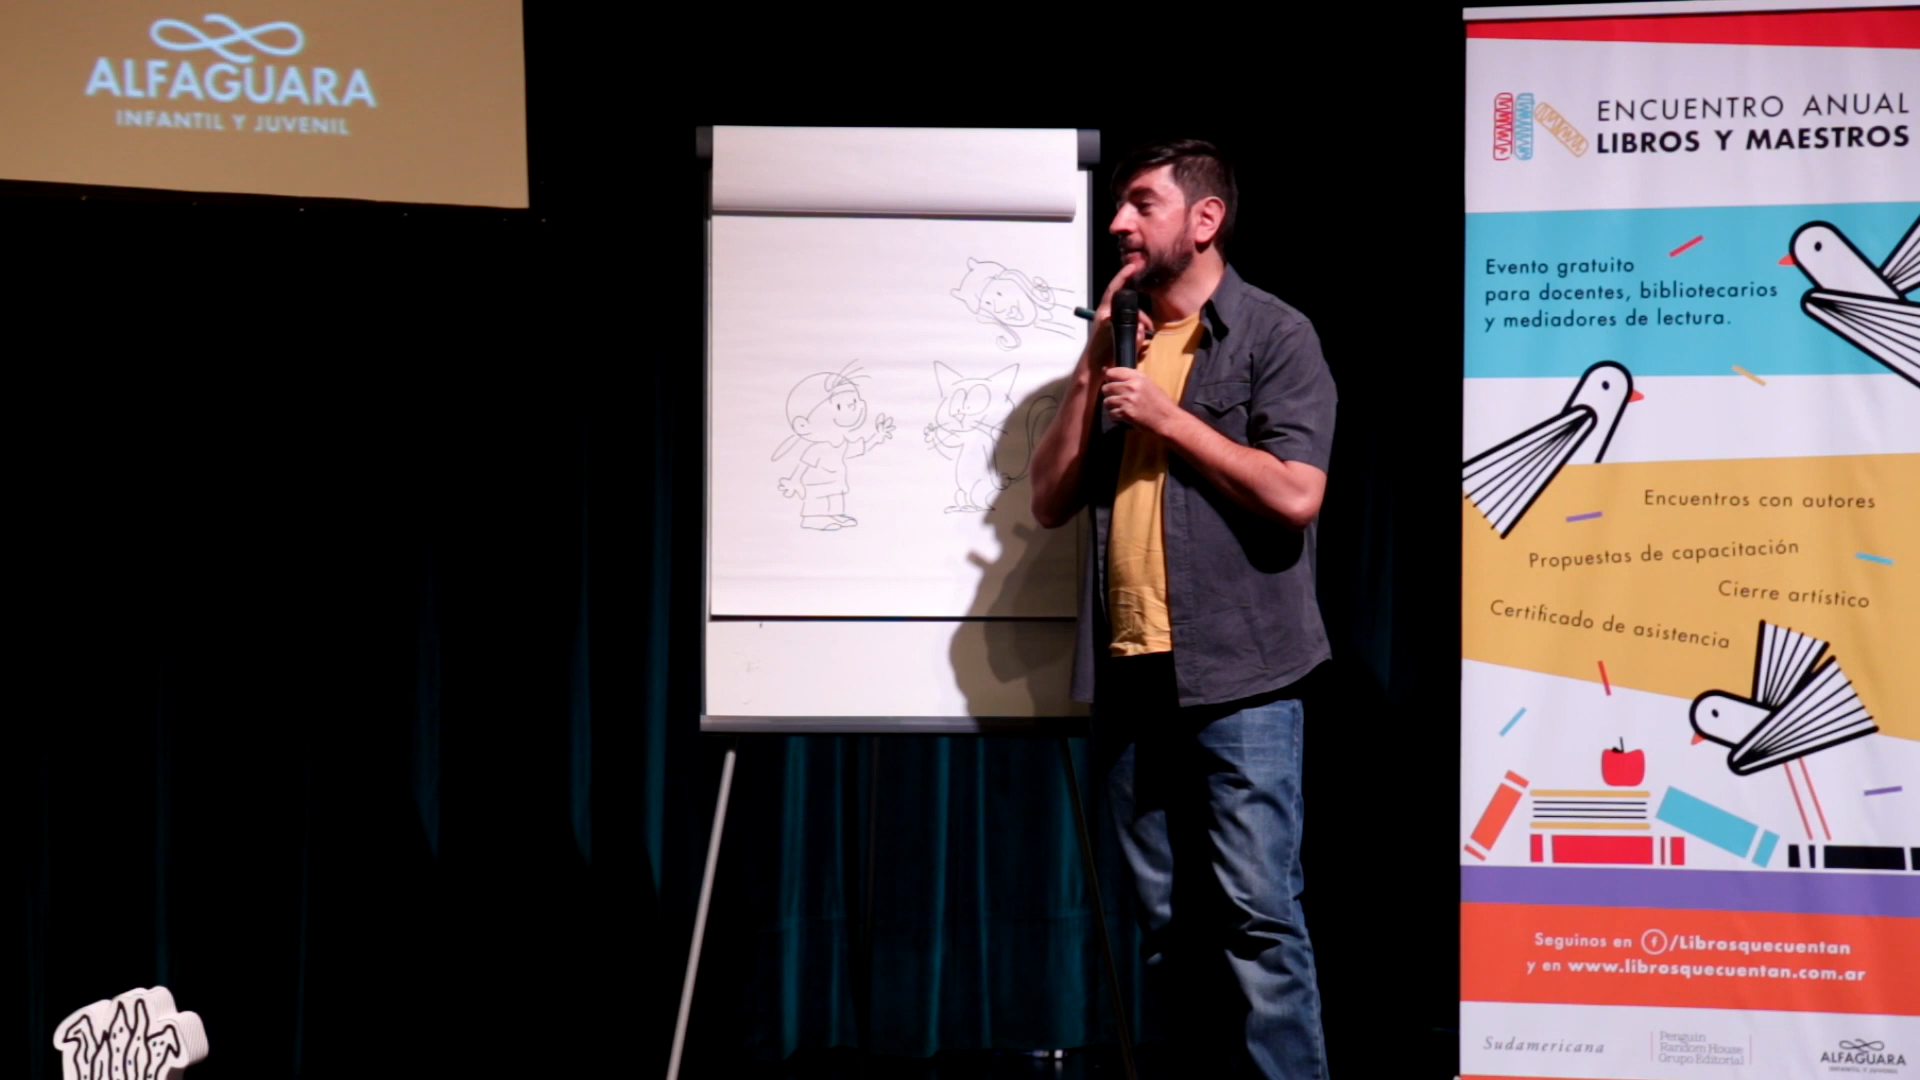 ALFAGUARA
INFANTIL Y JUVENIL
ENCUENTRO ANUAL
LIBROS Y MAESTROS
Evento gratuito
para docentes, bibliotecarios
y mediadores de lectura.
Encuentros con autores
Propuestas de capacitación
Cierre artístico
Certificado de asistencia
Seguinos en f/Librosquecuentan
y en www.librosquecuentan.com.ar
Sudamericana
Penguin
Random House
Grupo Editorial
ALFAGUARA
INFANTIL Y JUVENIL